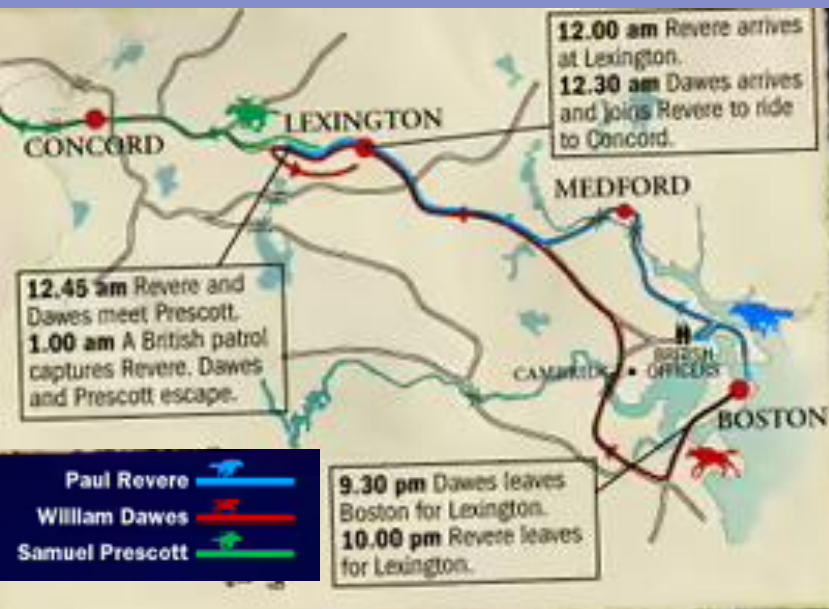 12.00 am Revere arrives
at Lexington.
12.30 am Dawes arrives
and joins Revere to ride
to Concord.
LEXINGTON
CONCORD
MEDFORD
12.45 am Revere and
Dawes meet Prescott.
1.00 am A British patrol
captures Revere. Dawes
and Prescott escape.
BRITISH
OFFICERS
BOSTON
Paul Revere
William Dawes
Samuel Prescott
9.30 pm Dawes leaves
Boston for Lexington.
10.00 pm Revere leaves
for Lexington.